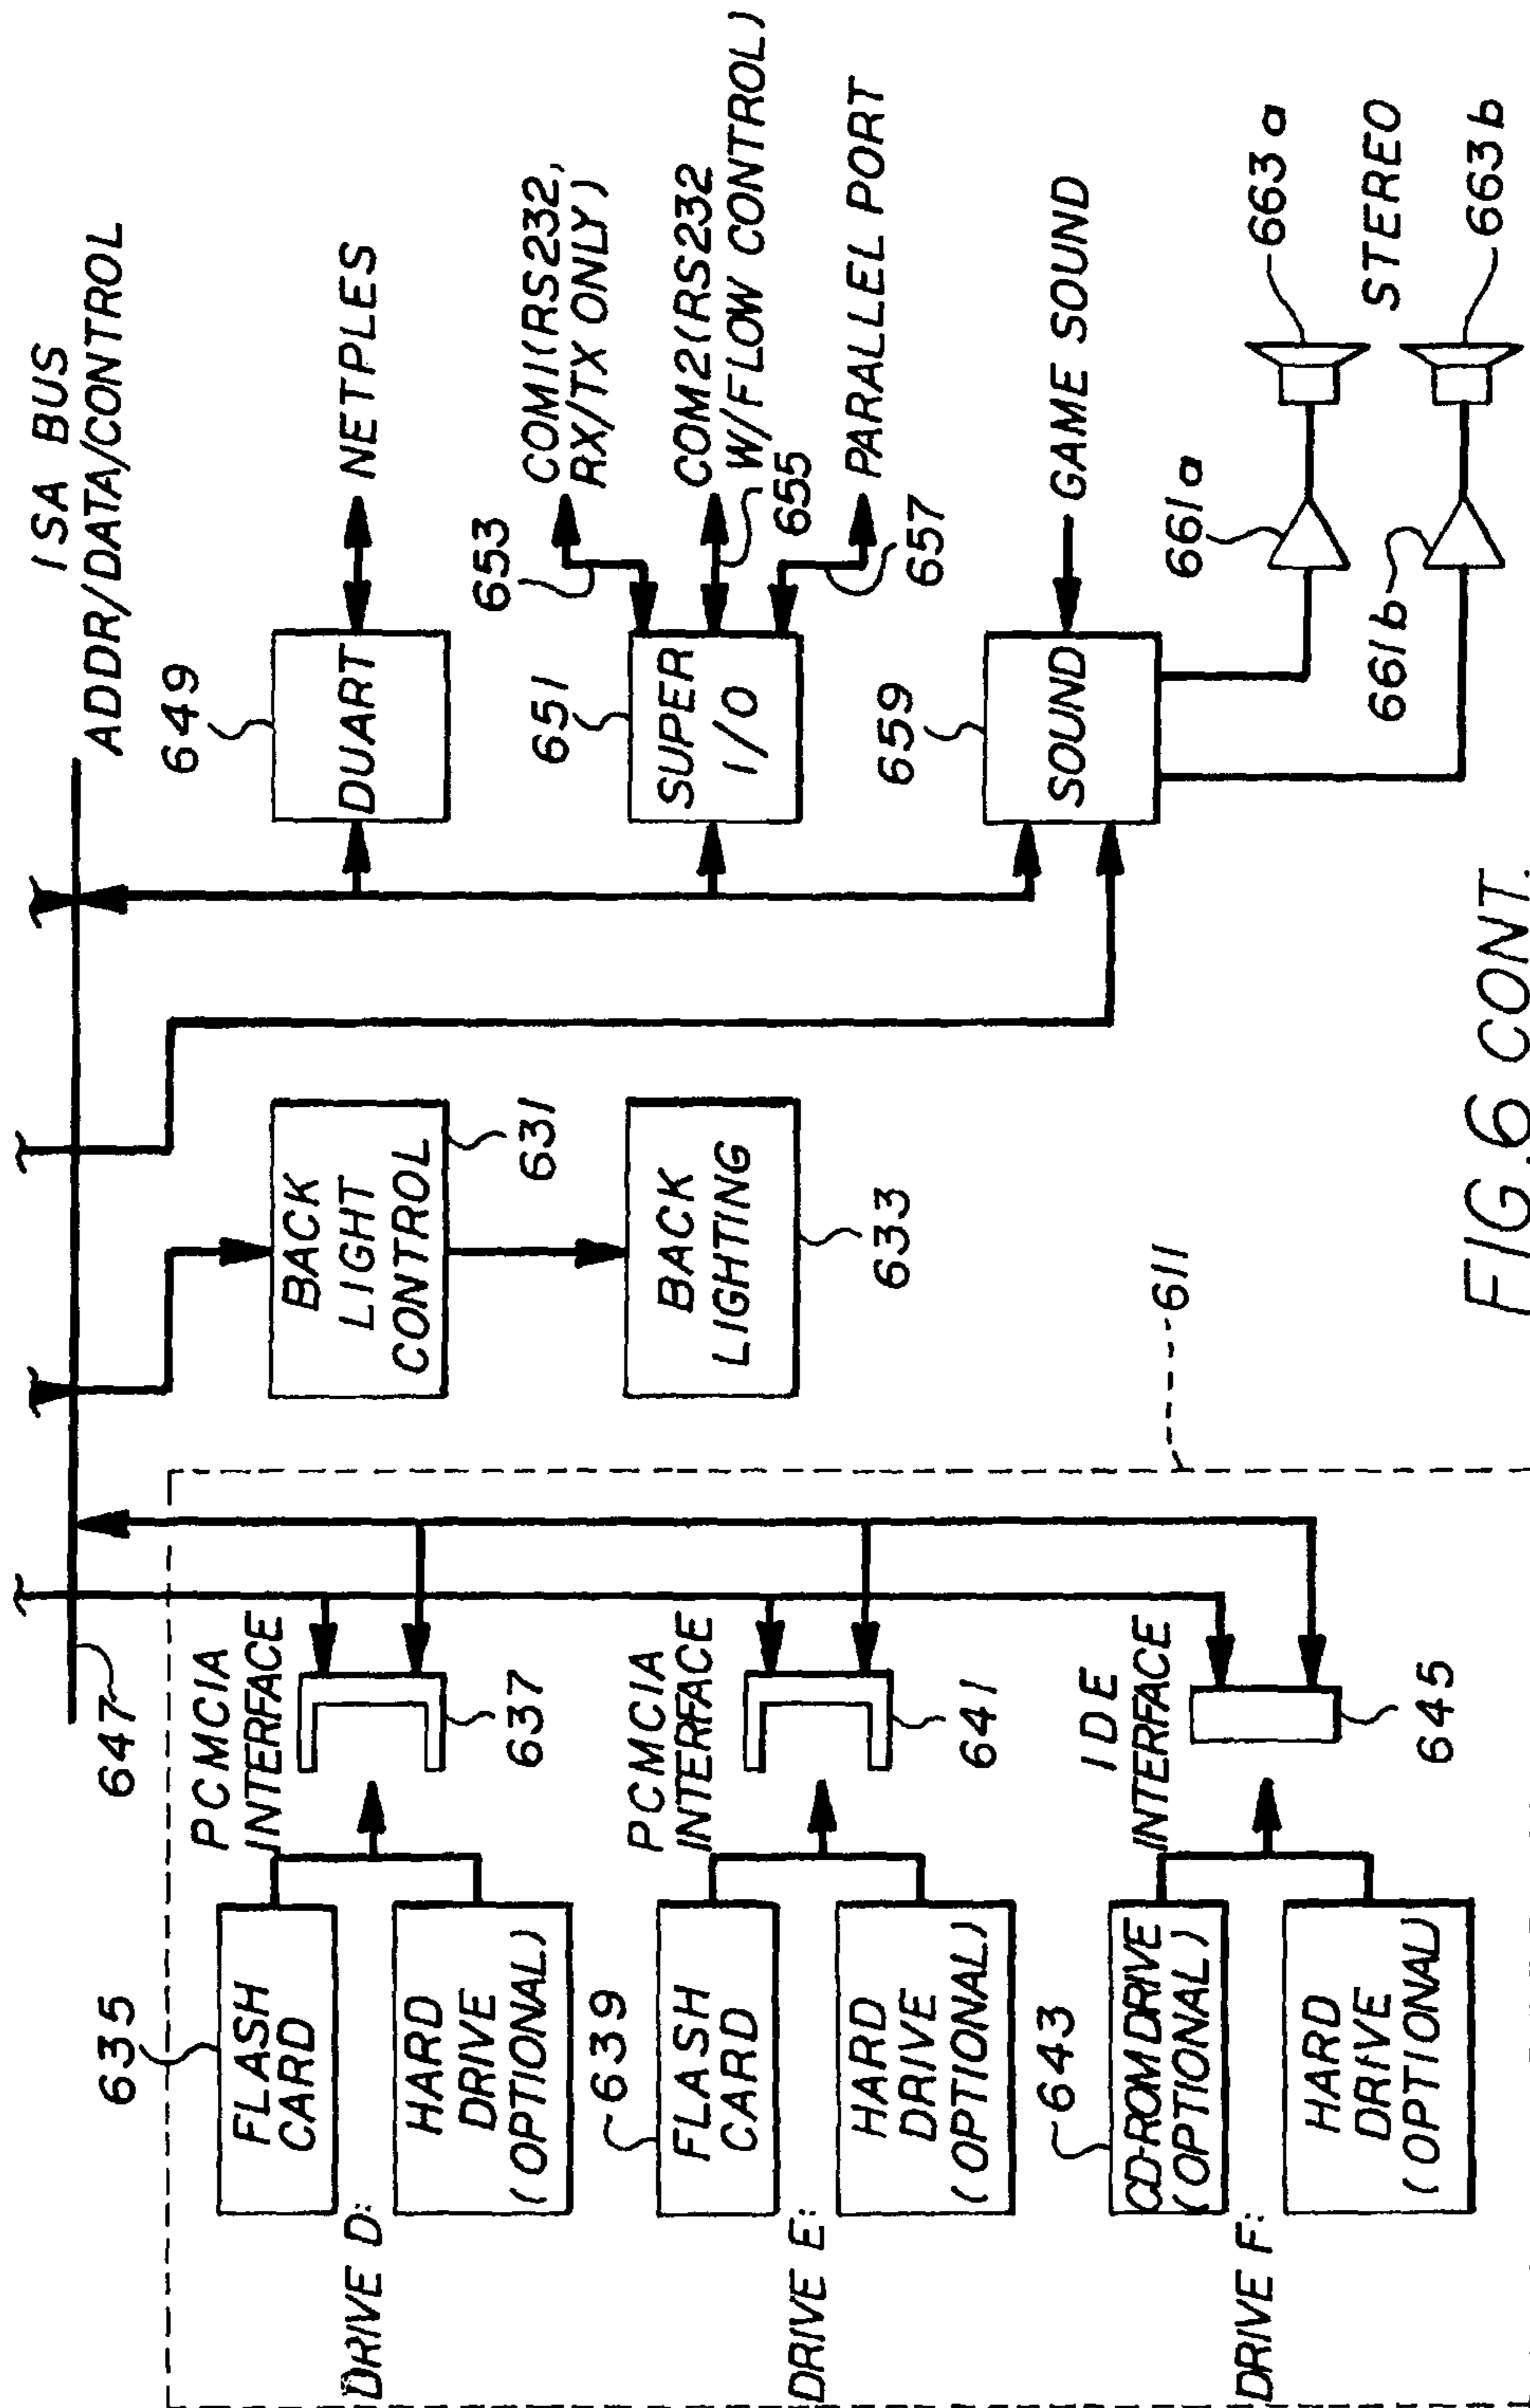 ISA BUS
ADDR/DATA/CONTROL
647
635
FLASH
CARD
DRIVE D:
HARD
DRIVE
(OPTIONAL)
PCMCIA
INTERFACE
637
639
FLASH
CARD
DRIVE E:
HARD
DRIVE
(OPTIONAL)
PCMCIA
INTERFACE
641
643
CD-ROM DRIVE
(OPTIONAL)
DRIVE F:
HARD
DRIVE
(OPTIONAL)
IDE
INTERFACE
645
611
BACK
LIGHT
CONTROL
631
BACK
LIGHTING
633
649
DUART
NETPLES
651
SUPER
I/O
653
COM1(RS232,
RX/TX ONLY)
COM2(RS232
W/FLOW CONTROL)
655
PARALLEL PORT
657
659
SOUND
GAME SOUND
661a
663a
STEREO
661b
663b
FIG.6 CONT.